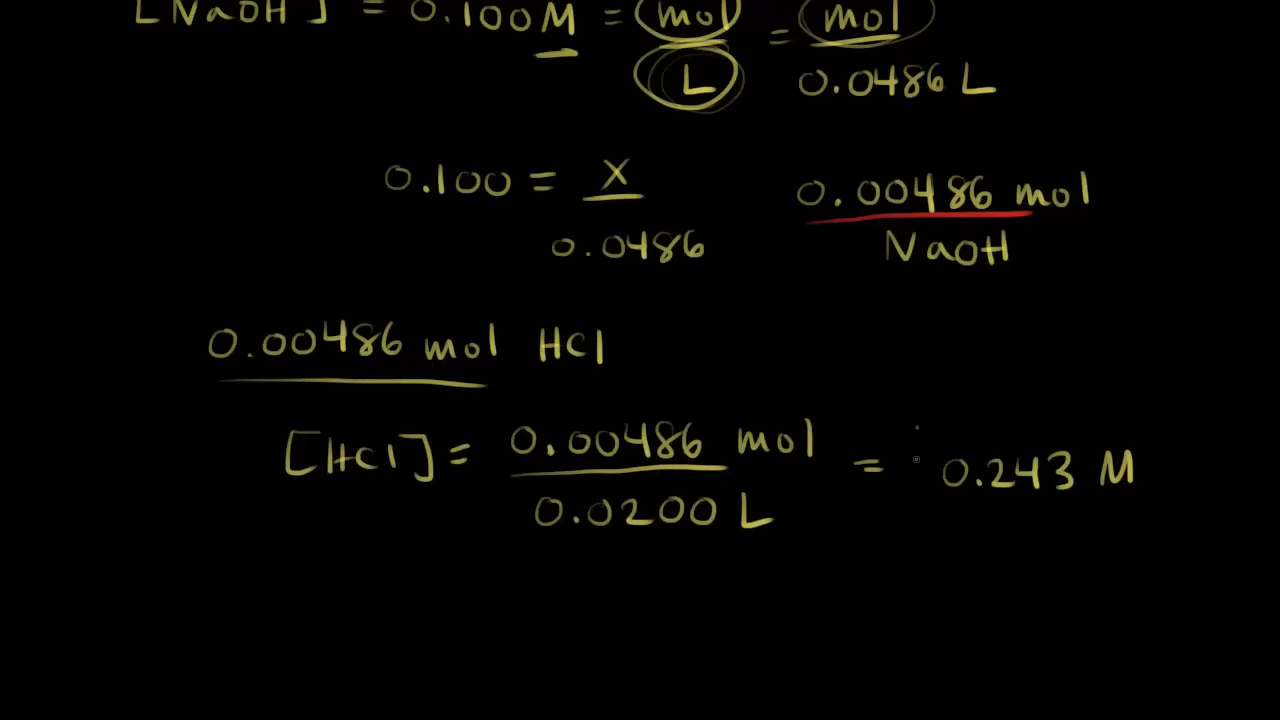 [NaOH] = 0.100 M = mol / L = mol / 0.0486 L
0.100 = X / 0.0486
0.00486 mol
NaOH
0.00486 mol HCl
[HCl] = 0.00486 mol / 0.0200 L = 0.243 M